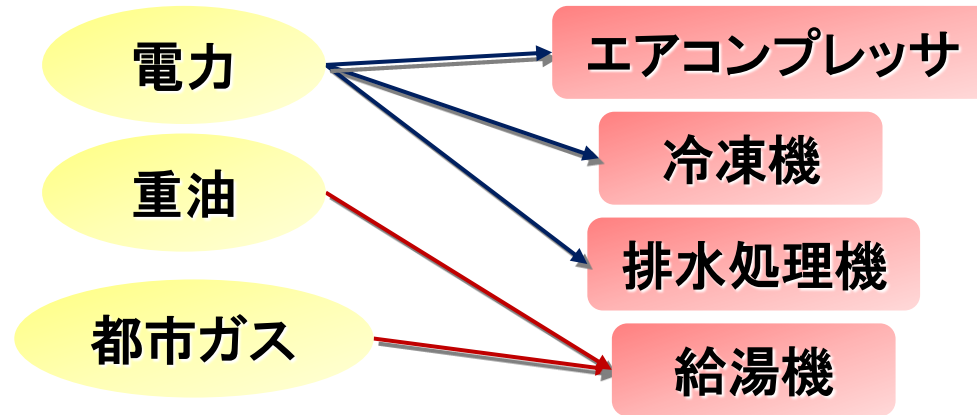 電力
重油
都市ガス
エアコンプレッサ
冷凍機
排水処理機
給湯機